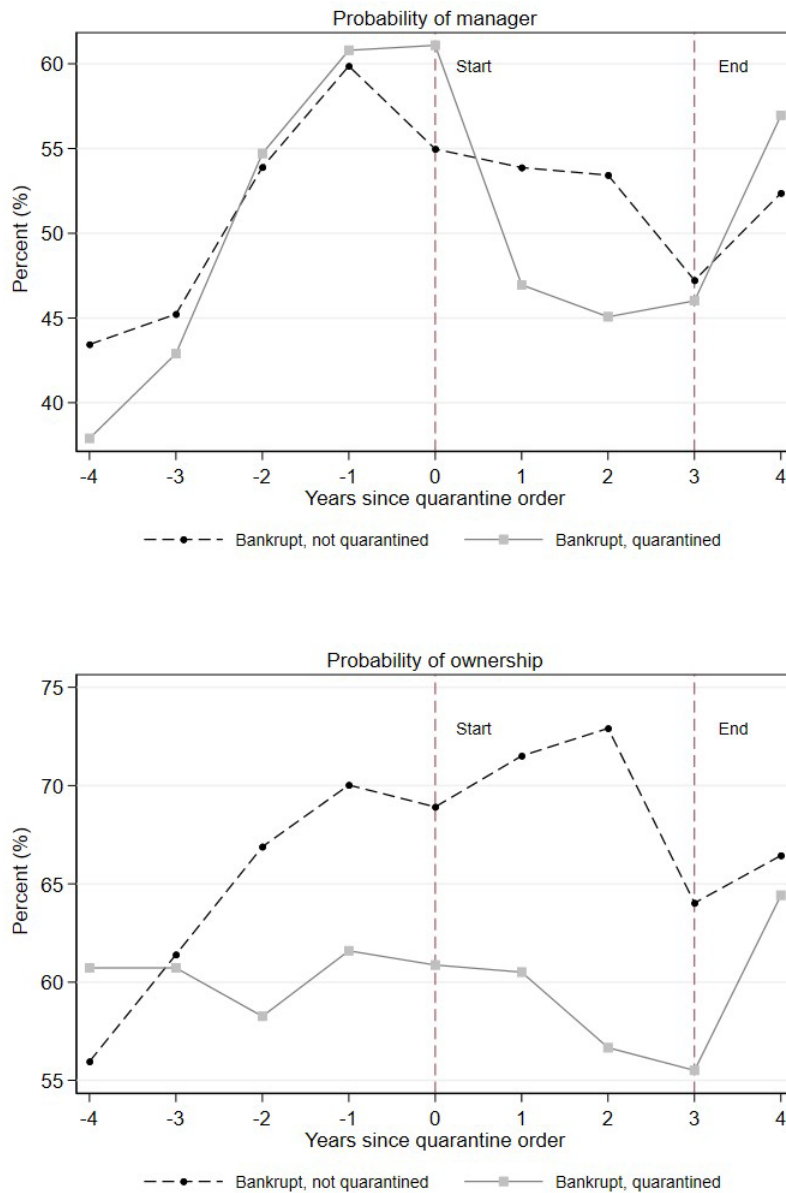 Probability of manager
Percent (%)
60
55
50
45
40
Start
End
-4 -3 -2 -1 0 1 2 3 4
Years since quarantine order
Bankrupt, not quarantined Bankrupt, quarantined
Probability of ownership
Percent (%)
75
70
65
60
55
Start
End
-4 -3 -2 -1 0 1 2 3 4
Years since quarantine order
Bankrupt, not quarantined Bankrupt, quarantined